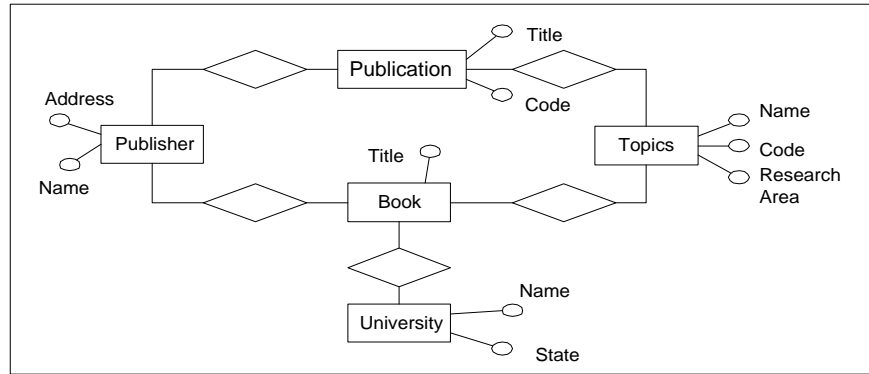 Title
Publication
Code
Address
Publisher
Name
Name
Topics
Code
Research
Area
Title
Book
Name
University
State